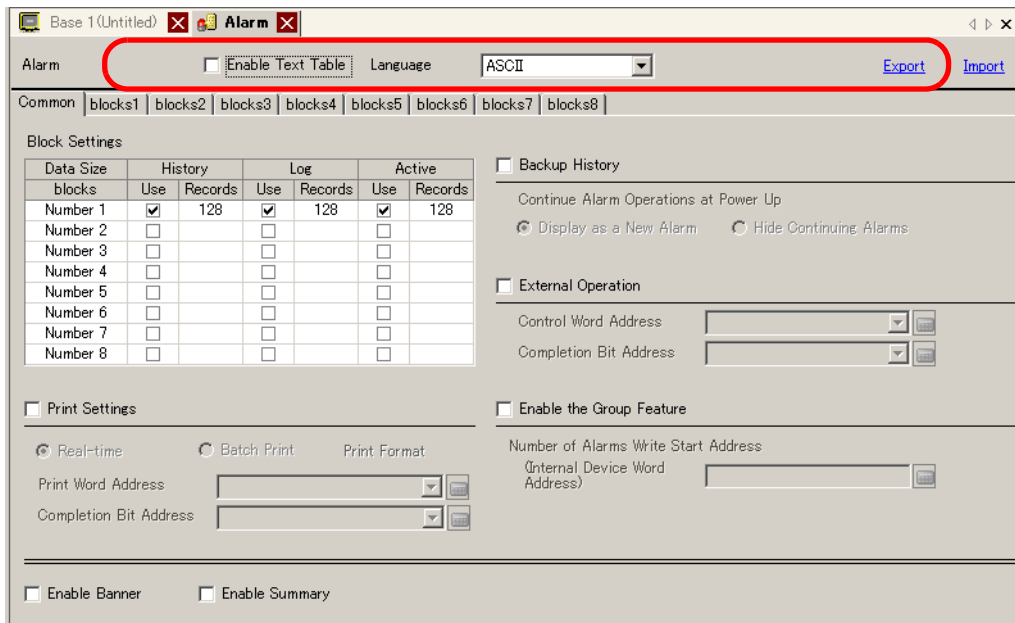 Base 1(Untitled) Alarm
Alarm Enable Text Table Language ASCII Export Import
Common blocks1 blocks2 blocks3 blocks4 blocks5 blocks6 blocks7 blocks8
Block Settings
Data Size History Log Active
blocks Use Records Use Records Use Records
Number 1 128 128 128
Number 2
Number 3
Number 4
Number 5
Number 6
Number 7
Number 8
Backup History
Continue Alarm Operations at Power Up
Display as a New Alarm Hide Continuing Alarms
External Operation
Control Word Address
Completion Bit Address
Print Settings
Real-time Batch Print Print Format
Print Word Address
Completion Bit Address
Enable the Group Feature
Number of Alarms Write Start Address
(Internal Device Word
Address)
Enable Banner Enable Summary